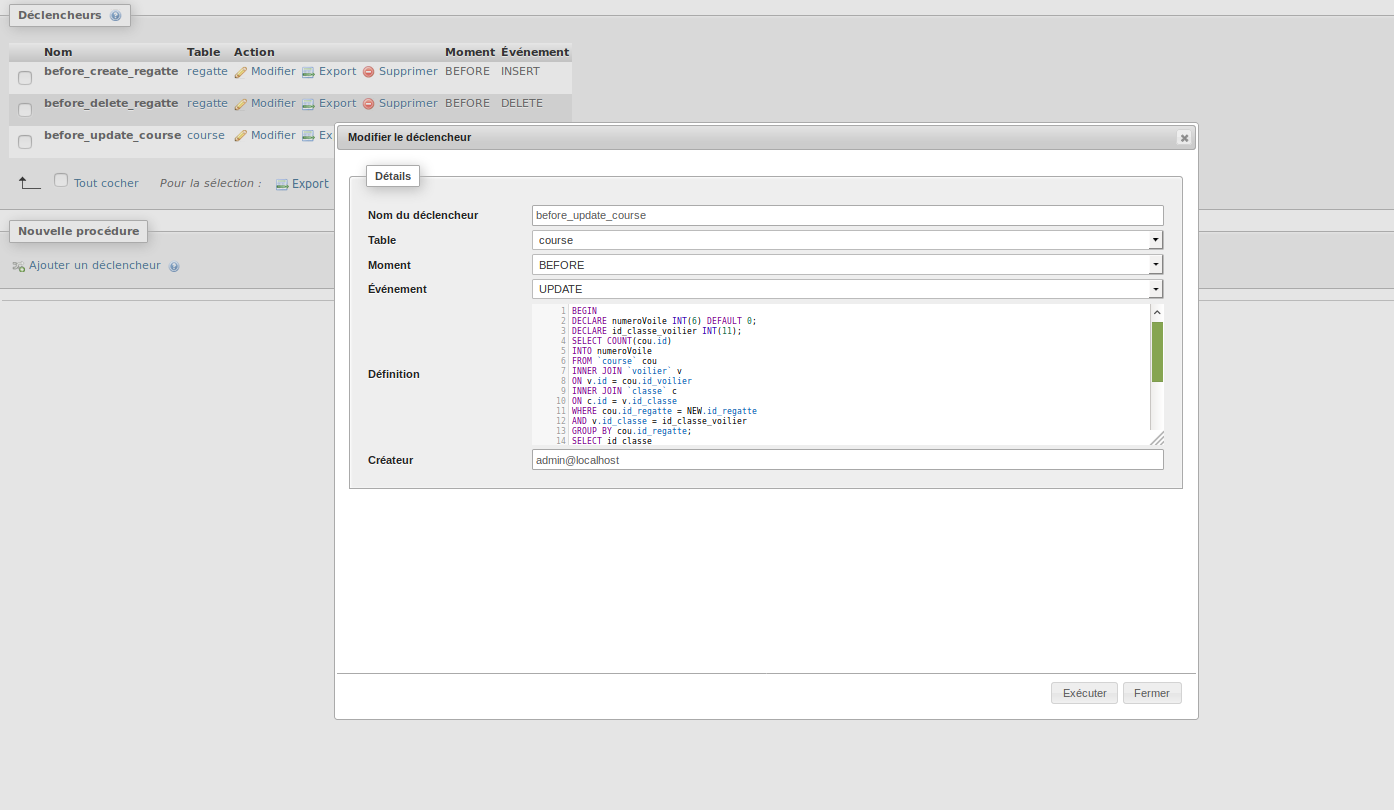 Déclencheurs
Nom Table Action Moment Événement
before_create_regatte regatte Modifier Export Supprimer BEFORE INSERT
before_delete_regatte regatte Modifier Export Supprimer BEFORE DELETE
before_update_course course Modifier Ex
Tout cocher Pour la sélection : Export
Nouvelle procédure
Ajouter un déclencheur
Modifier le déclencheur
Détails
Nom du déclencheur before_update_course
Table course
Moment BEFORE
Événement UPDATE
Définition
1 BEGIN
2 DECLARE numeroVoile INT(6) DEFAULT 0;
3 DECLARE id_classe_voilier INT(11);
4 SELECT COUNT(cou.id)
5 INTO numeroVoile
6 FROM `course` cou
7 INNER JOIN `voilier` v
8 ON v.id = cou.id_voilier
9 INNER JOIN `classe` c
10 ON c.id = v.id_classe
11 WHERE cou.id_regatte = NEW.id_regatte
12 AND v.id_classe = id_classe_voilier
13 GROUP BY cou.id_regatte;
14 SELECT id_classe
Créateur admin@localhost
Exécuter Fermer